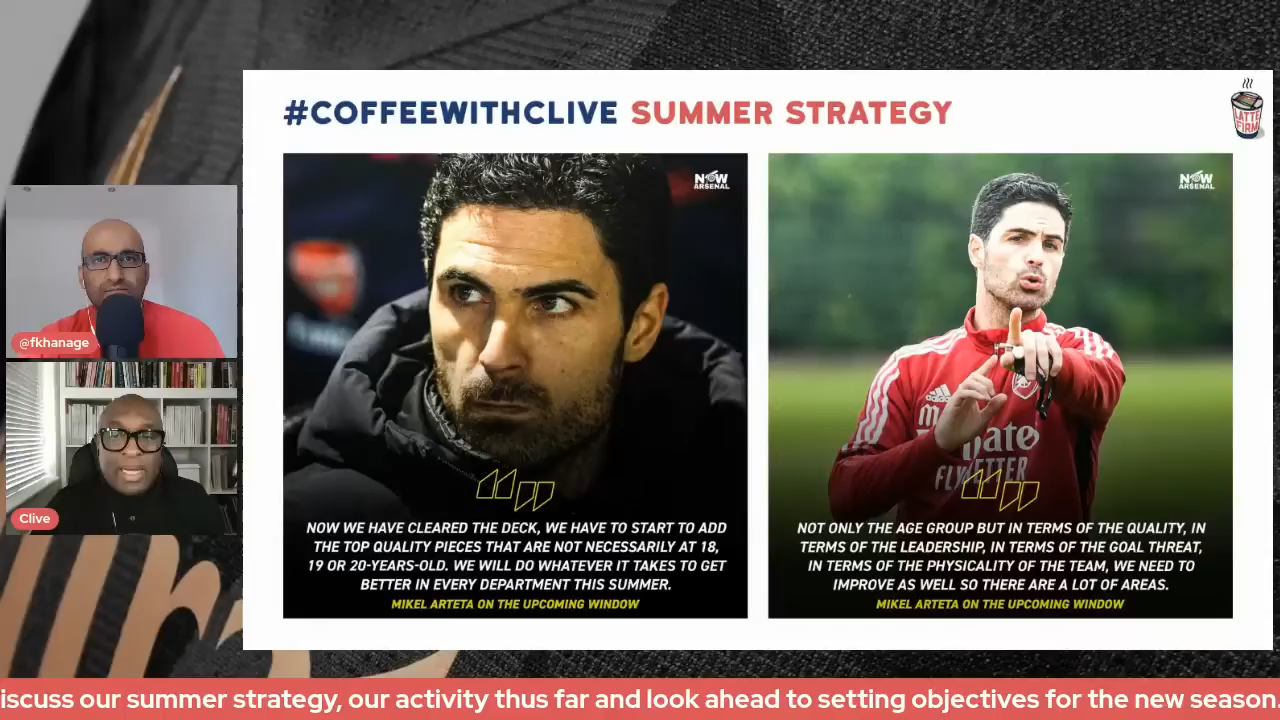 #COFFEEWITHCLIVE SUMMER STRATEGY
LATTE
FIRM
NOW
ARSENAL
NOW WE HAVE CLEARED THE DECK, WE HAVE TO START TO ADD
THE TOP QUALITY PIECES THAT ARE NOT NECESSARILY AT 18,
19 OR 20-YEARS-OLD. WE WILL DO WHATEVER IT TAKES TO GET
BETTER IN EVERY DEPARTMENT THIS SUMMER.
MIKEL ARTETA ON THE UPCOMING WINDOW
NOW
ARSENAL
adidas
NOT ONLY THE AGE GROUP BUT IN TERMS OF THE QUALITY, IN
TERMS OF THE LEADERSHIP, IN TERMS OF THE GOAL THREAT,
IN TERMS OF THE PHYSICALITY OF THE TEAM, WE NEED TO
IMPROVE AS WELL SO THERE ARE A LOT OF AREAS.
MIKEL ARTETA ON THE UPCOMING WINDOW
@fkhanage
Clive
iscuss our summer strategy, our activity thus far and look ahead to setting objectives for the new season.